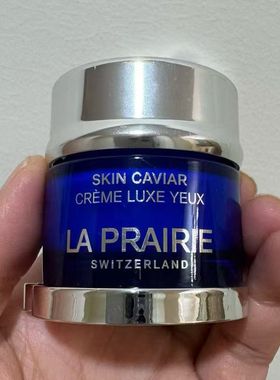 SKIN CAVIAR
CRÈME LUXE YEUX
LA PRAIRIE
SWITZERLAND